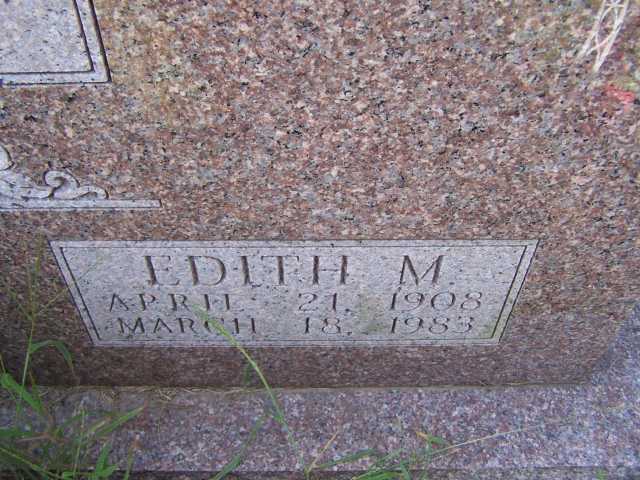 EDITH M.
APRIL 21, 1908
MARCH 18, 1983